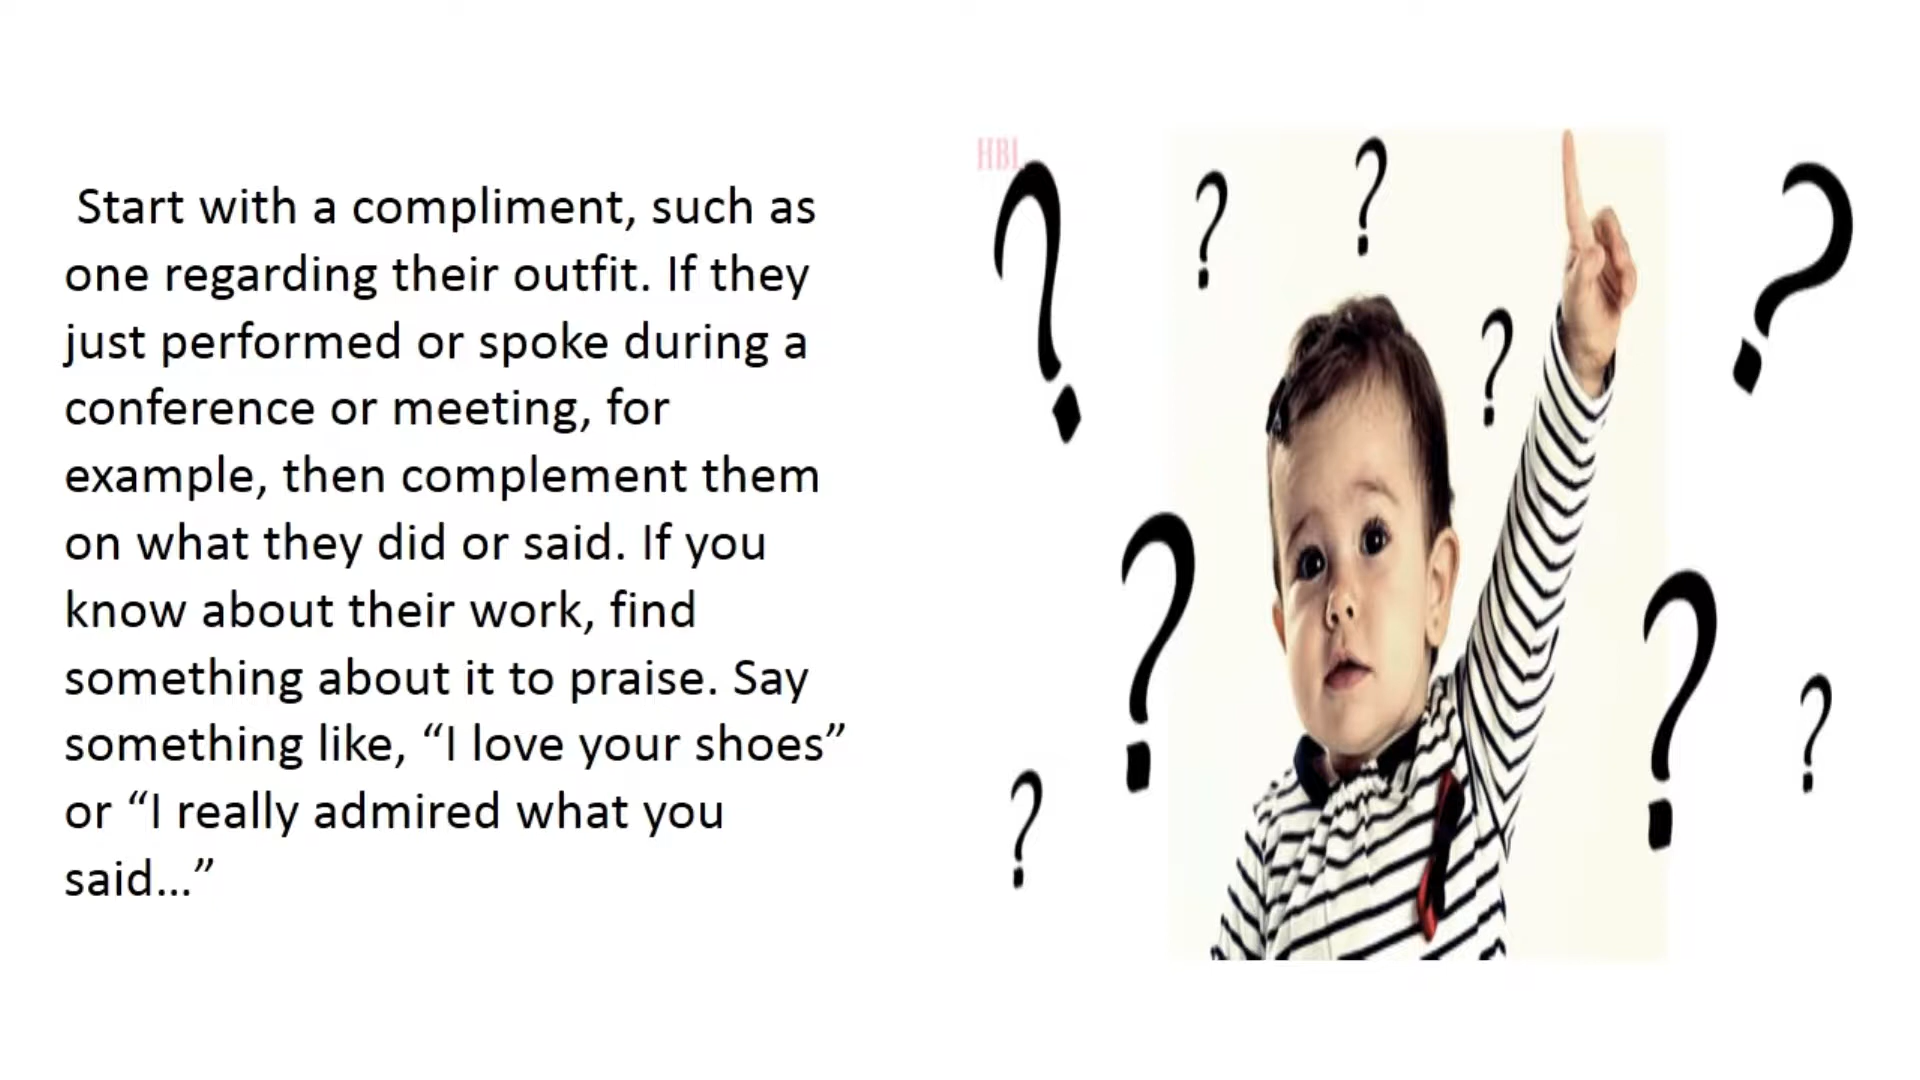 Start with a compliment, such as
one regarding their outfit. If they
just performed or spoke during a
conference or meeting, for
example, then complement them
on what they did or said. If you
know about their work, find
something about it to praise. Say
something like, “I love your shoes”
or “I really admired what you
said...”
HBL
?
?
?
?
?
?
?
?
?